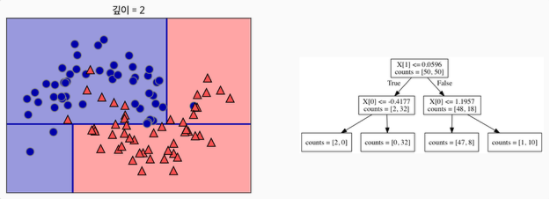 깊이 = 2
X[1] <= 0.0596
counts = [50, 50]
True
False
X[0] <= -0.4177
counts = [2, 32]
X[0] <= 1.1957
counts = [48, 18]
counts = [2, 0]
counts = [0, 32]
counts = [47, 8]
counts = [1, 10]